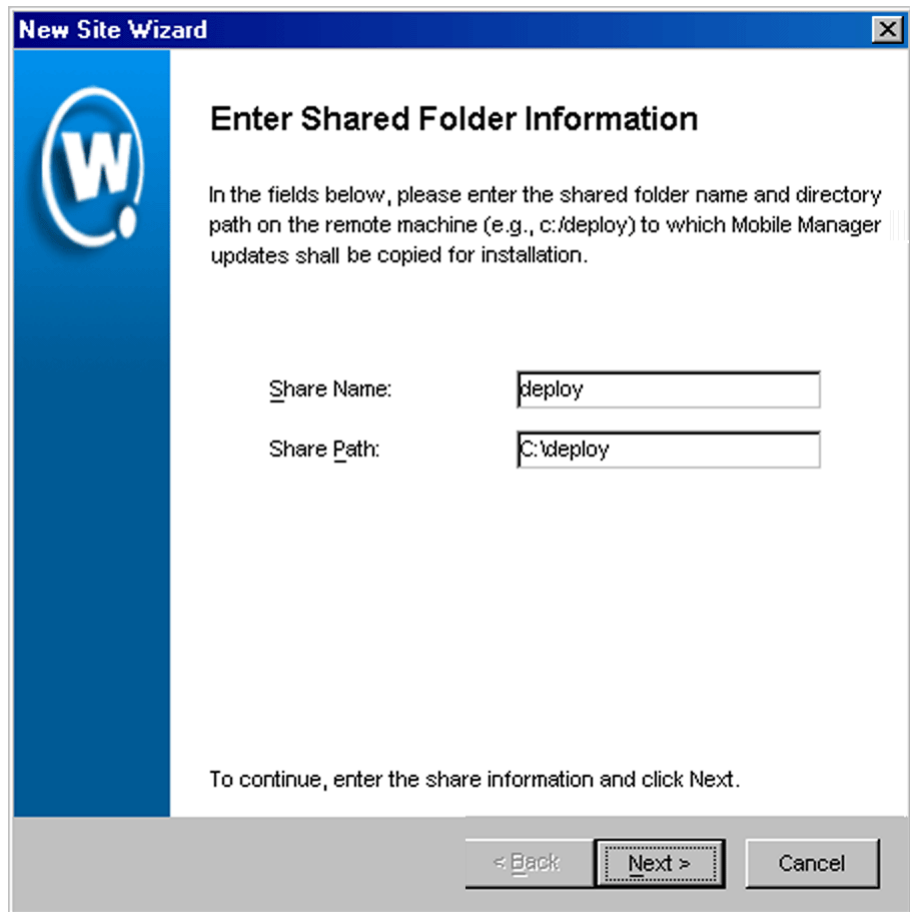 New Site Wizard
W
Enter Shared Folder Information
In the fields below, please enter the shared folder name and directory
path on the remote machine (e.g., c:/deploy) to which Mobile Manager
updates shall be copied for installation.
Share Name: deploy
Share Path: C:\deploy
To continue, enter the share information and click Next.
< Back Next > Cancel